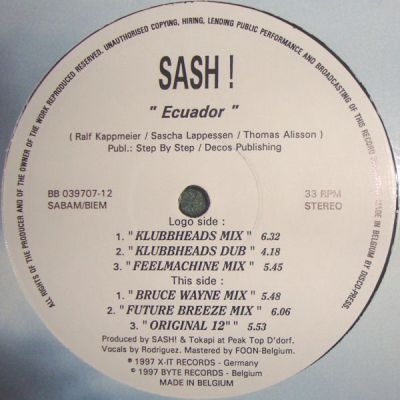 ALL RIGHTS OF THE PRODUCER AND OF THE OWNER OF THE WORK REPRODUCED RESERVED. UNAUTHORISED COPYING, HIRING, LENDING PUBLIC PERFORMANCE AND BROADCASTING OF THIS RECORD MADE IN BELGIUM BY DISCO-PRESS
SASH !
" Ecuador "
( Ralf Kappmeier / Sascha Lappessen / Thomas Alisson )
Publ.: Step By Step / Decos Publishing
BB 039707-12 33 RPM
SABAM/BIEM STEREO
Logo side :
1. "KLUBBHEADS MIX" 6.32
2. "KLUBBHEADS DUB" 4.18
3. "FEELMACHINE MIX" 5.45
This side :
1. "BRUCE WAYNE MIX" 5.48
2. "FUTURE BREEZE MIX" 6.06
3. "ORIGINAL 12"" 5.53
Produced by SASH! & Tokapi at Peak Top D'dorf.
Vocals by Rodriguez. Mastered by FOON-Belgium.
℗ 1997 X-IT RECORDS - Germany
© 1997 BYTE RECORDS - Belgium
MADE IN BELGIUM